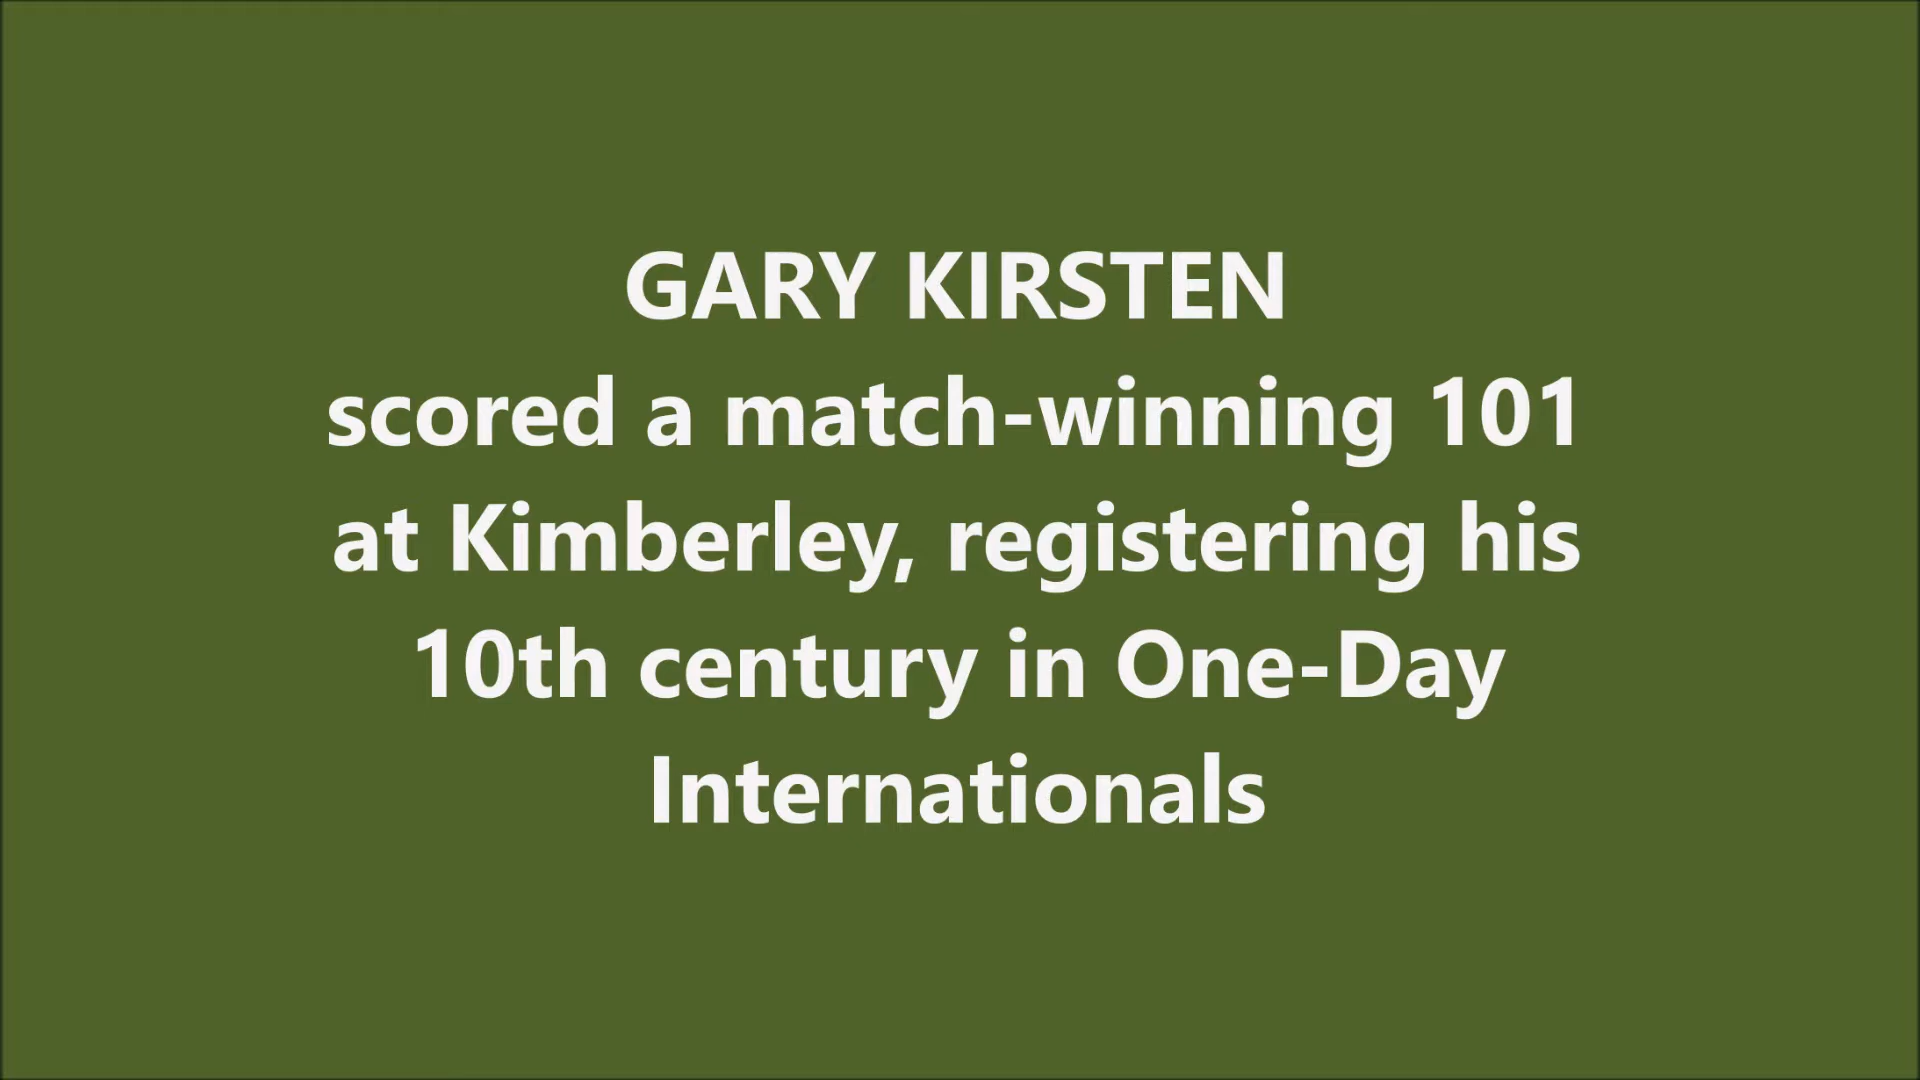 GARY KIRSTEN
scored a match-winning 101
at Kimberley, registering his
10th century in One-Day
Internationals